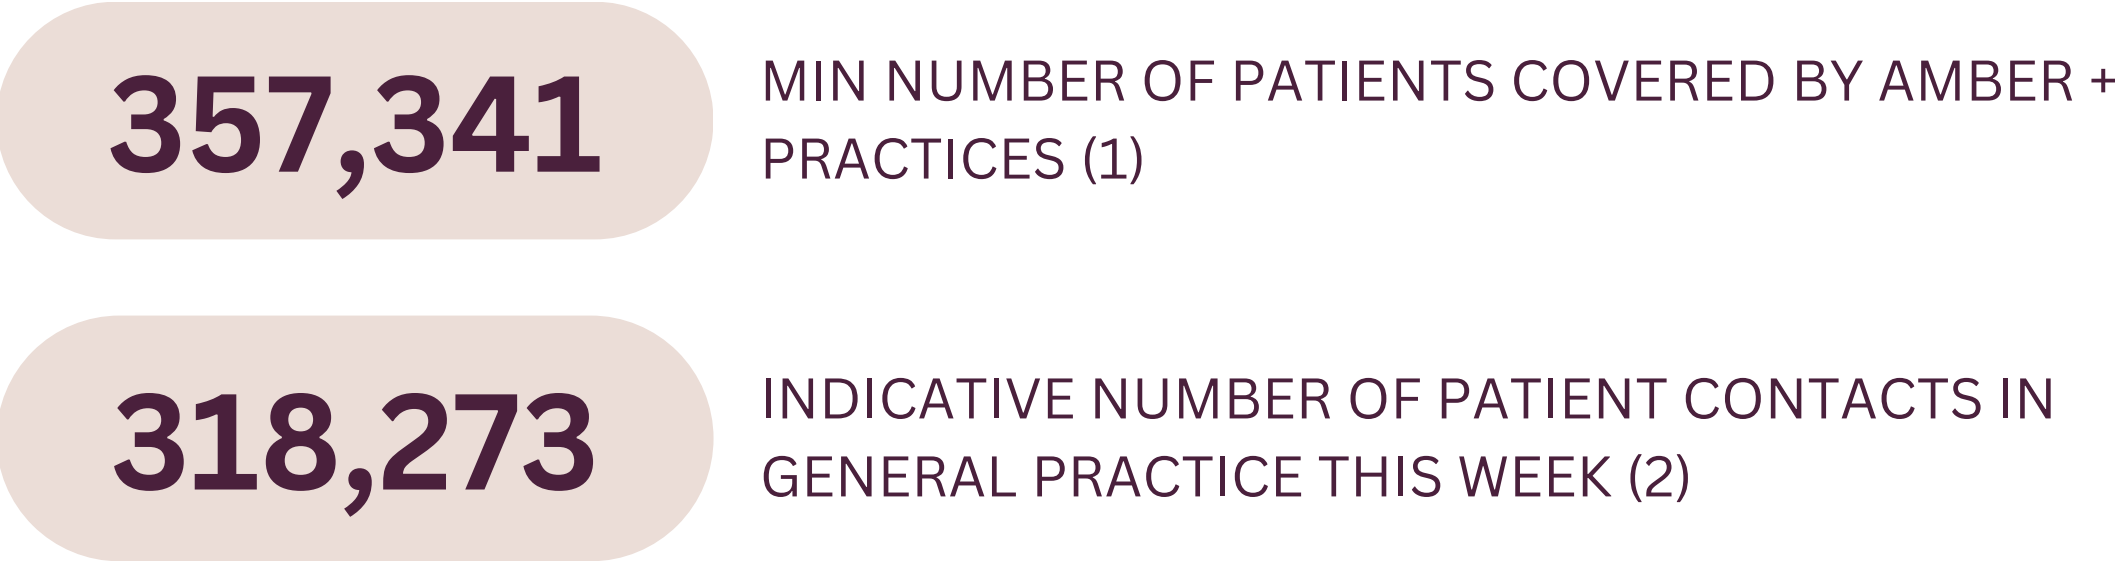 357,341
MIN NUMBER OF PATIENTS COVERED BY AMBER +
PRACTICES (1)
318,273
INDICATIVE NUMBER OF PATIENT CONTACTS IN
GENERAL PRACTICE THIS WEEK (2)